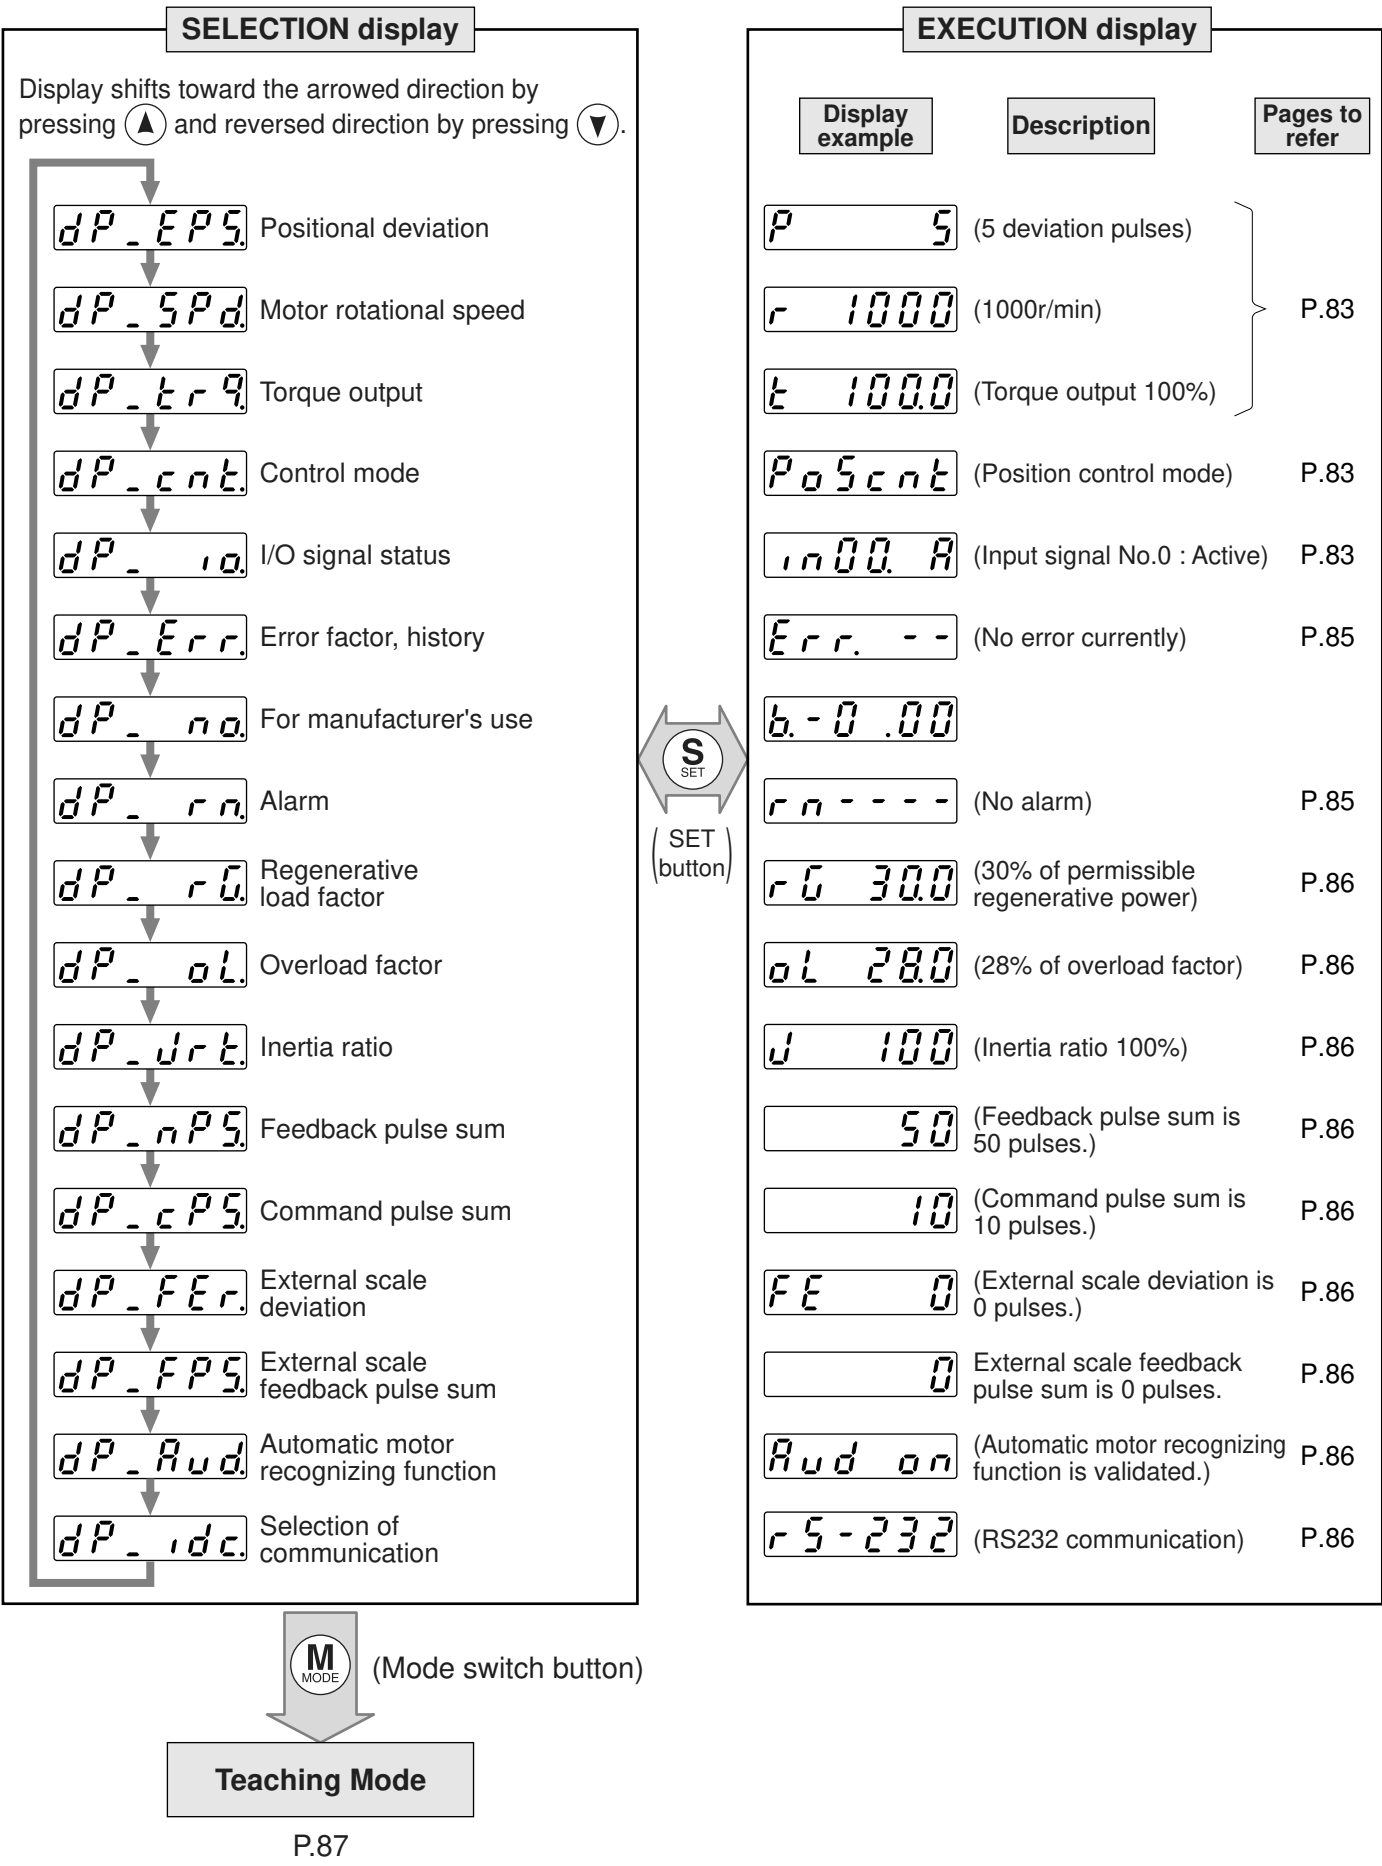 SELECTION display
Display shifts toward the arrowed direction by
pressing ▲ and reversed direction by pressing ▼.
dP_EPS. Positional deviation
dP_SPd. Motor rotational speed
dP_trq. Torque output
dP_cnt. Control mode
dP_ io. I/O signal status
dP_Err. Error factor, history
dP_ no. For manufacturer's use
dP_ rn. Alarm
dP_ rG. Regenerative
load factor
dP_ oL. Overload factor
dP_Jrt. Inertia ratio
dP_nPS. Feedback pulse sum
dP_cPS. Command pulse sum
dP_FEr. External scale
deviation
dP_FPS. External scale
feedback pulse sum
dP_Aud. Automatic motor
recognizing function
dP_ idc. Selection of
communication
S
SET
(SET
button)
EXECUTION display
Display
example
Description
Pages to
refer
P 5 (5 deviation pulses)
r 1000 (1000r/min) P.83
t 100.0 (Torque output 100%)
PoScnt (Position control mode) P.83
in00. A (Input signal No.0 : Active) P.83
Err. -- (No error currently) P.85
b.-0 .00
rn---- (No alarm) P.85
rG 30.0 (30% of permissible
regenerative power) P.86
oL 28.0 (28% of overload factor) P.86
J 100 (Inertia ratio 100%) P.86
50 (Feedback pulse sum is
50 pulses.) P.86
10 (Command pulse sum is
10 pulses.) P.86
FE 0 (External scale deviation is
0 pulses.) P.86
0 External scale feedback
pulse sum is 0 pulses. P.86
Aud on (Automatic motor recognizing
function is validated.) P.86
rS-232 (RS232 communication) P.86
M
MODE
(Mode switch button)
Teaching Mode
P.87